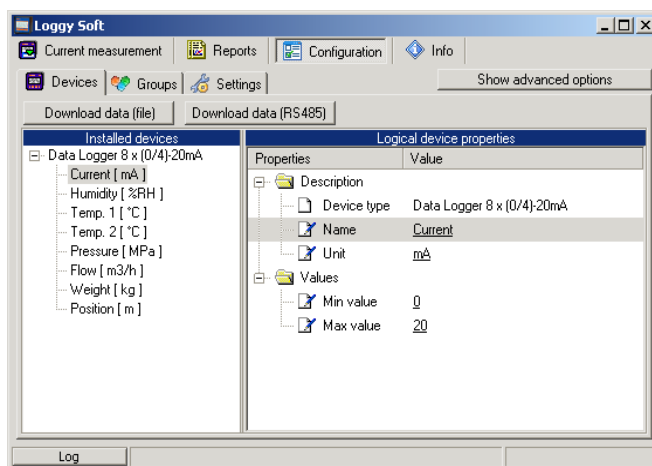 Loggy Soft
Current measurement Reports Configuration Info
Devices Groups Settings Show advanced options
Download data (file) Download data (RS485)
Installed devices
Data Logger 8 x (0/4)-20mA
Current [ mA ]
Humidity [ %RH ]
Temp. 1 [ °C ]
Temp. 2 [ °C ]
Pressure [ MPa ]
Flow [ m3/h ]
Weight [ kg ]
Position [ m ]
Logical device properties
Properties Value
Description
Device type Data Logger 8 x (0/4)-20mA
Name Current
Unit mA
Values
Min value 0
Max value 20
Log